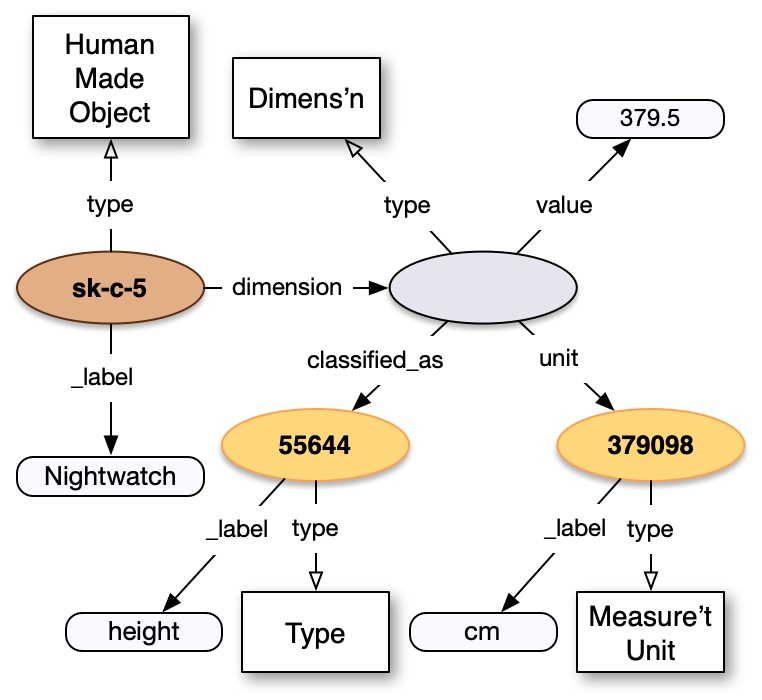 Human
Made
Object
Dimens’n
379.5
type
type
value
sk-c-5
dimension
_label
classified_as
unit
Nightwatch
55644
379098
_label
type
_label
type
height
Type
cm
Measure’t
Unit